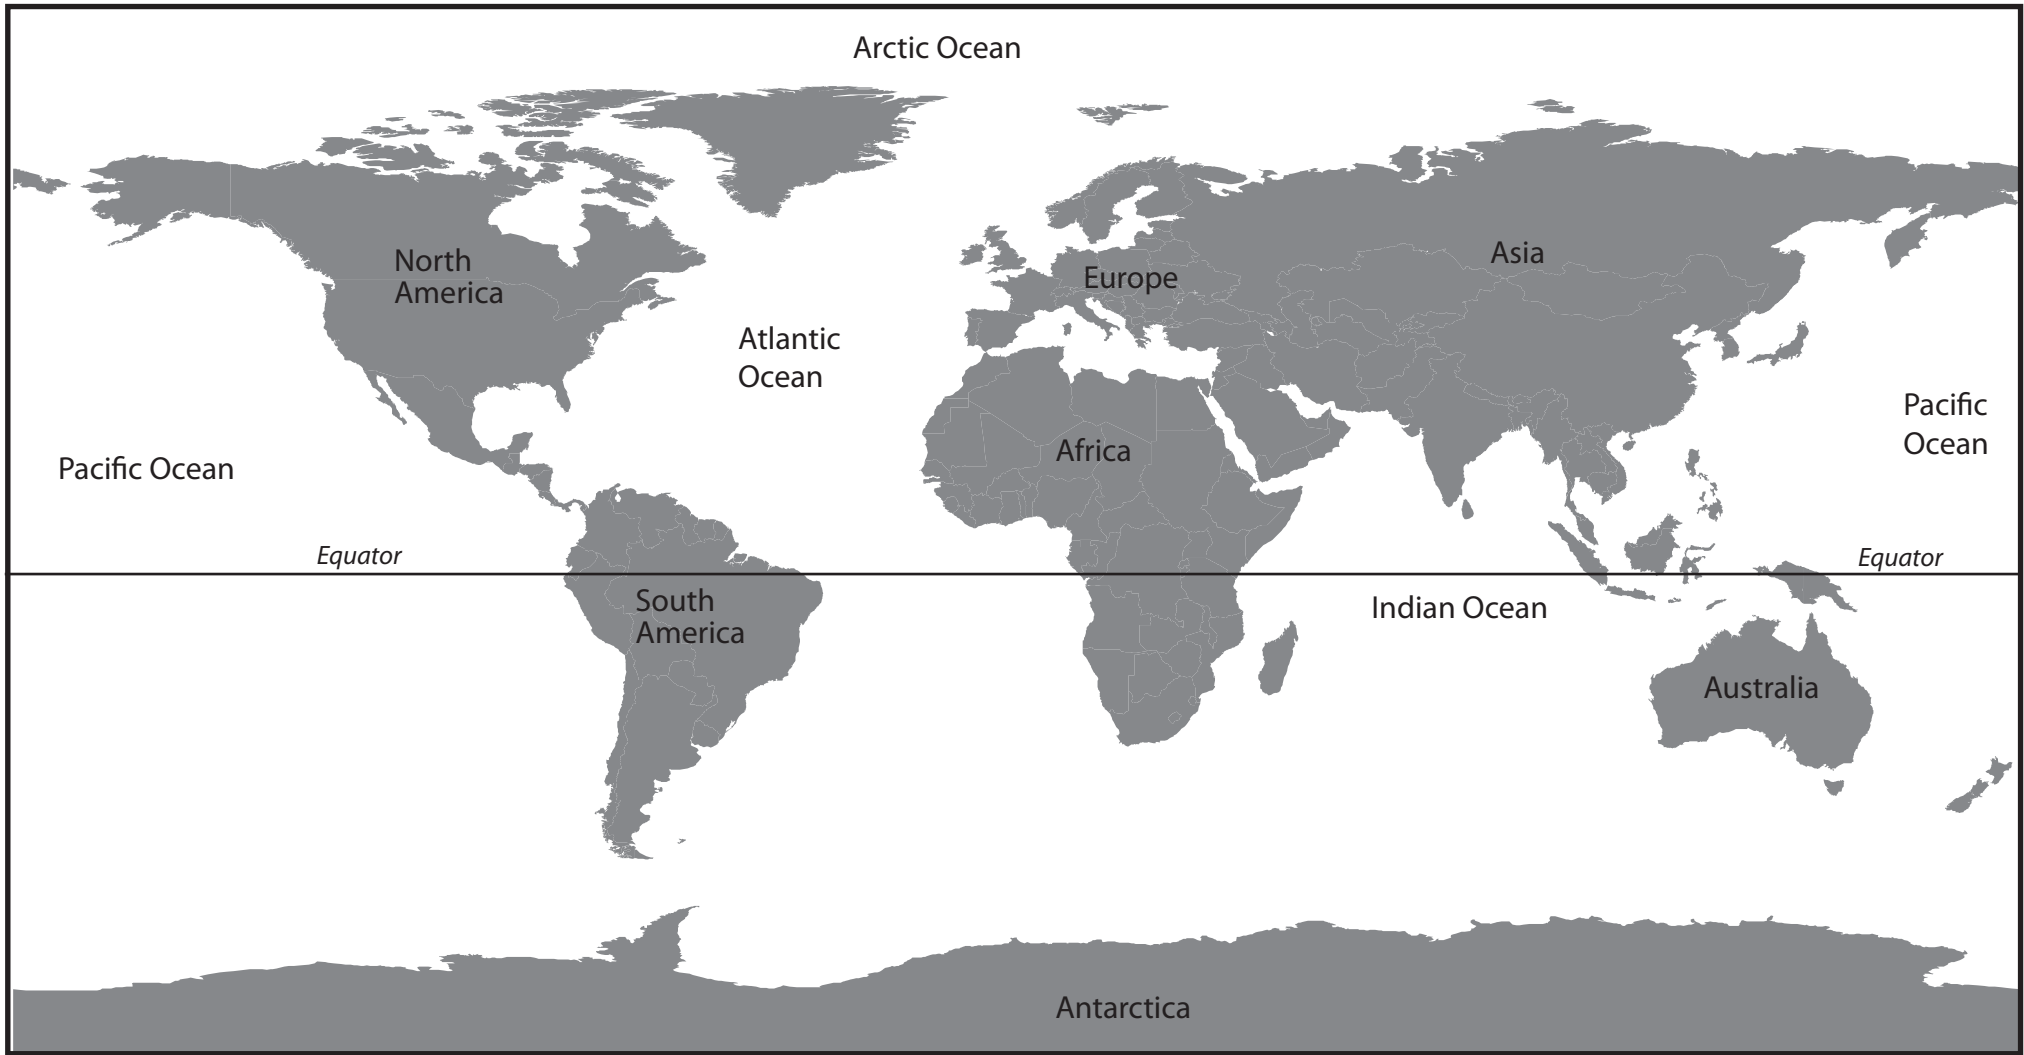 Arctic Ocean
North
America
Europe
Asia
Atlantic
Ocean
Pacific
Ocean
Africa
Pacific Ocean
Equator
Equator
South
America
Indian Ocean
Australia
Antarctica